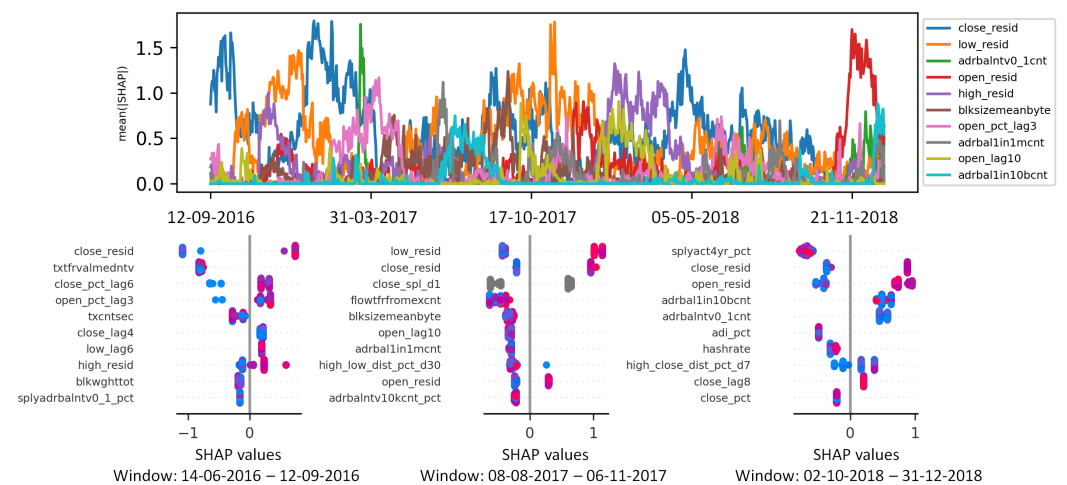 mean(|SHAP|)
1.5
1.0
0.5
0.0
12-09-2016 31-03-2017 17-10-2017 05-05-2018 21-11-2018
close_resid
low_resid
adrbalntv0_1cnt
open_resid
high_resid
blksizemeanbyte
open_pct_lag3
adrbal1in1mcnt
open_lag10
adrbal1in10bcnt
close_resid
txtfrvalmedntv
close_pct_lag6
open_pct_lag3
txcntsec
close_lag4
low_lag6
high_resid
blkwghttot
splyadrbalntv0_1_pct
−1 0
SHAP values
Window: 14-06-2016 – 12-09-2016
low_resid
close_resid
close_spl_d1
flowtfrfromexcnt
blksizemeanbyte
open_lag10
adrbal1in1mcnt
high_low_dist_pct_d30
open_resid
adrbalntv10kcnt_pct
0 1
SHAP values
Window: 08-08-2017 – 06-11-2017
splyact4yr_pct
close_resid
open_resid
adrbal1in10bcnt
adrbalntv0_1cnt
adi_pct
hashrate
high_close_dist_pct_d7
close_lag8
close_pct
0 1
SHAP values
Window: 02-10-2018 – 31-12-2018